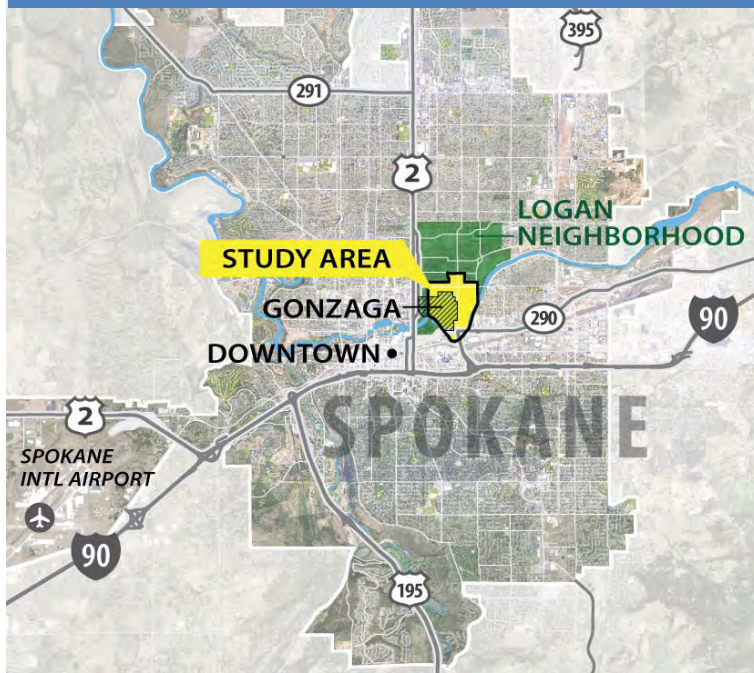 395
291
2
LOGAN
NEIGHBORHOOD
STUDY AREA
GONZAGA
290
90
DOWNTOWN
2
SPOKANE
SPOKANE
INTL AIRPORT
90
195